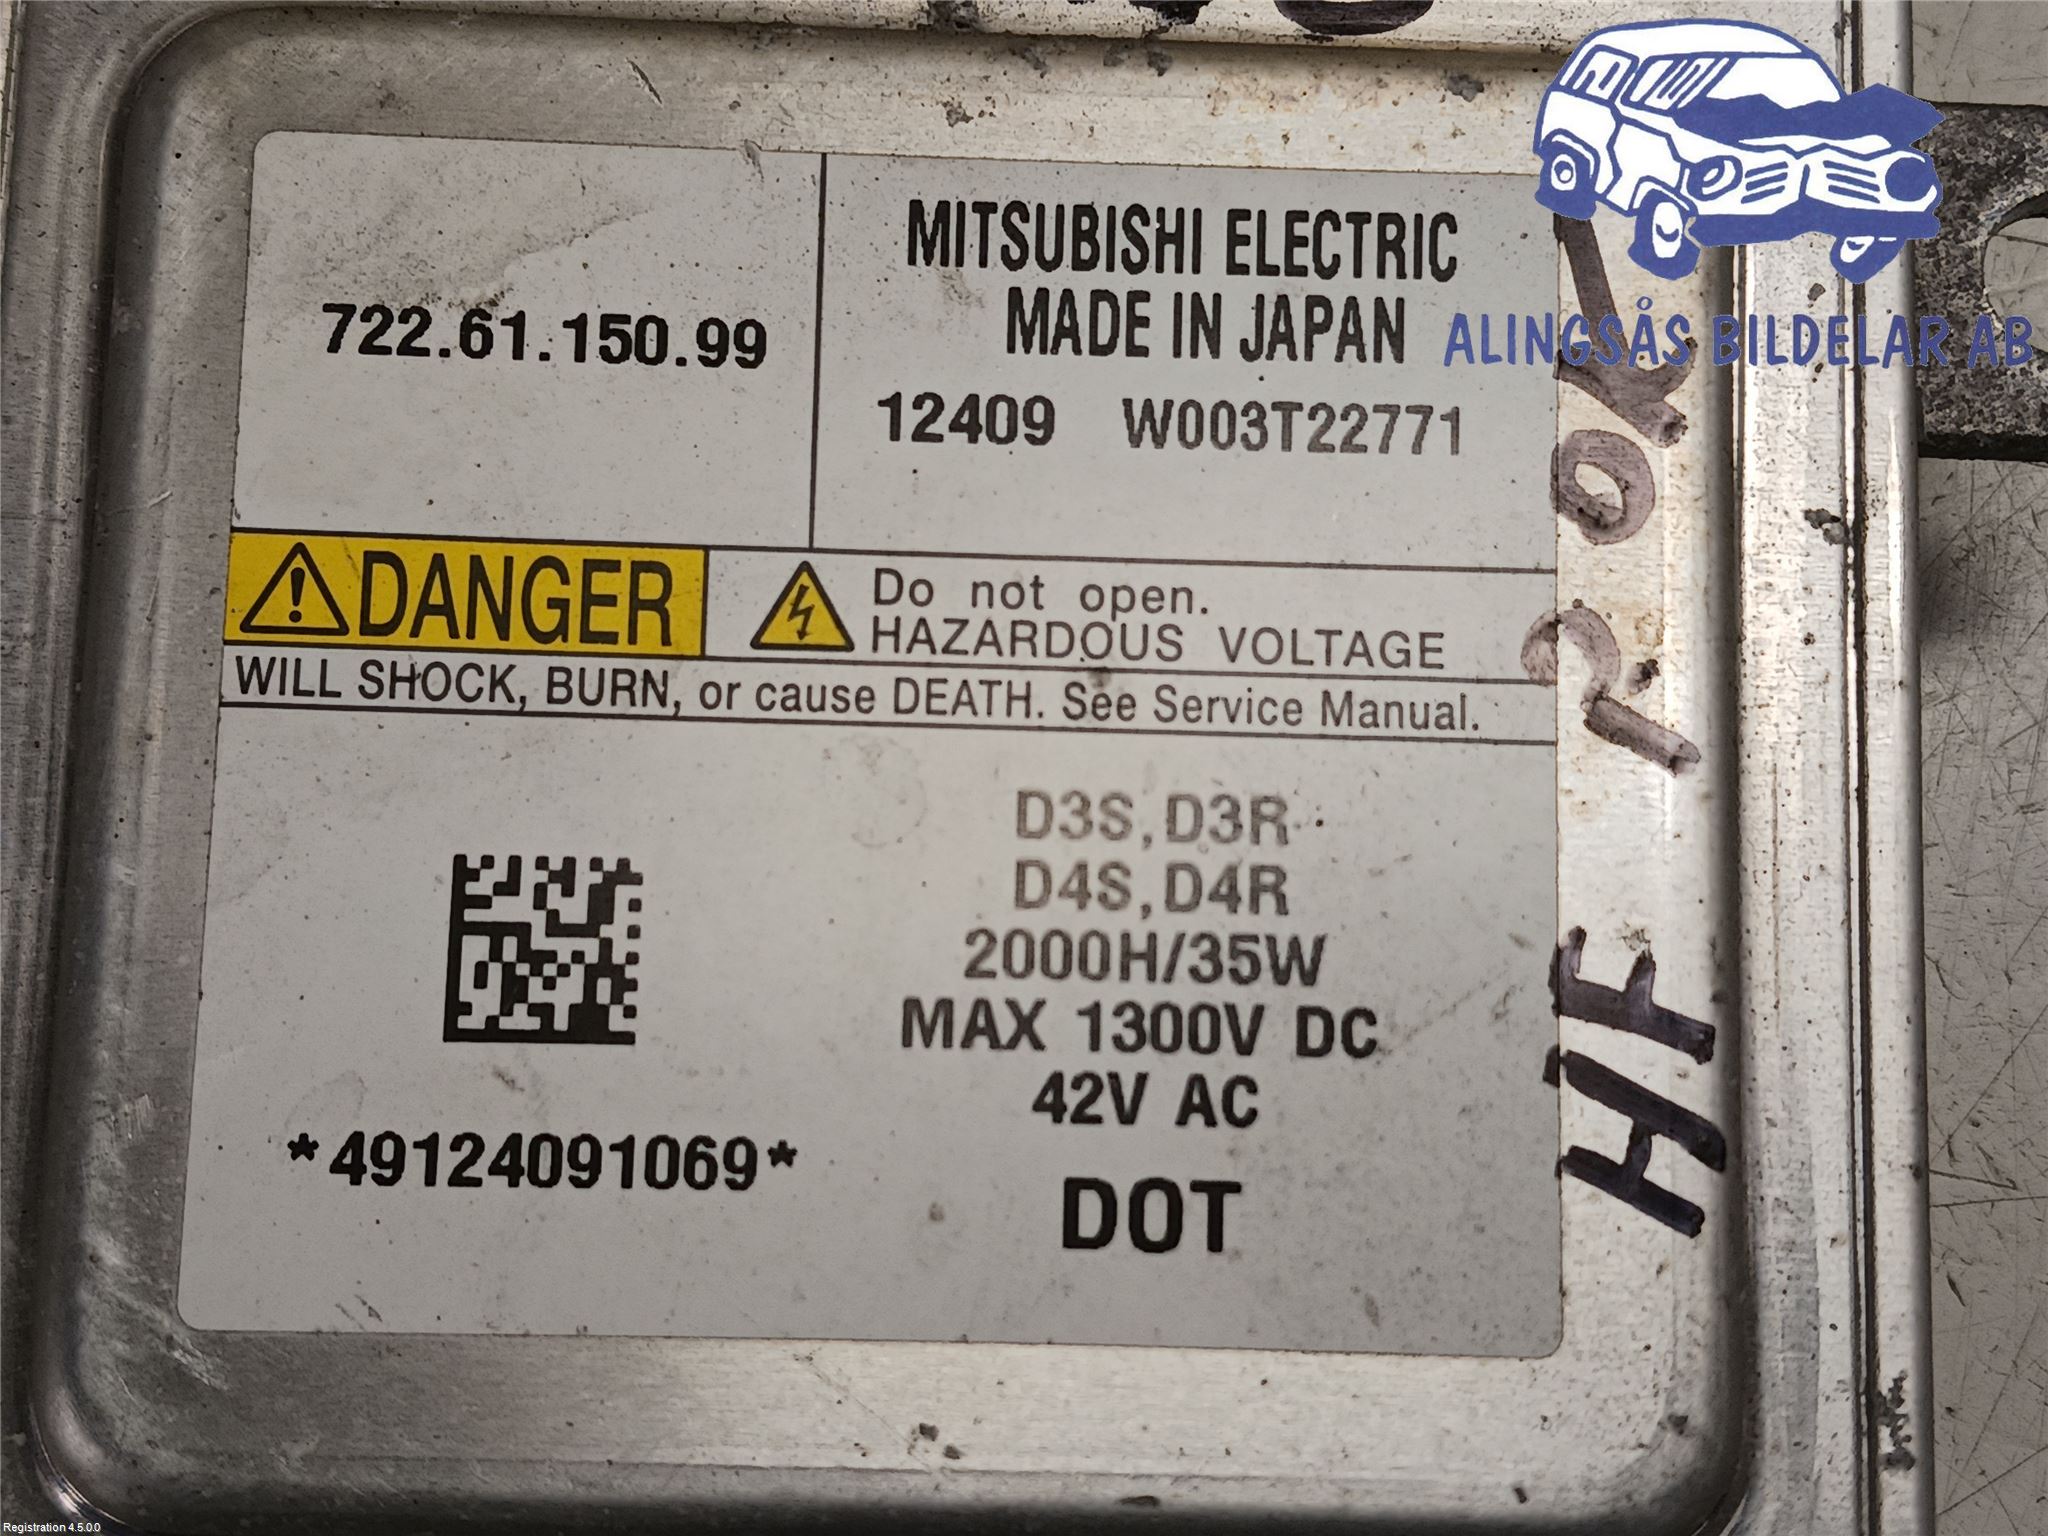 722.61.150.99
MITSUBISHI ELECTRIC
MADE IN JAPAN
12409 W003T22771
DANGER
Do not open.
HAZARDOUS VOLTAGE
WILL SHOCK, BURN, or cause DEATH. See Service Manual.
D3S, D3R
D4S, D4R
2000H/35W
MAX 1300V DC
42V AC
DOT
*49124091069*
HF
ALINGSÅS BILDELAR AB
Registration 4.5.0.0